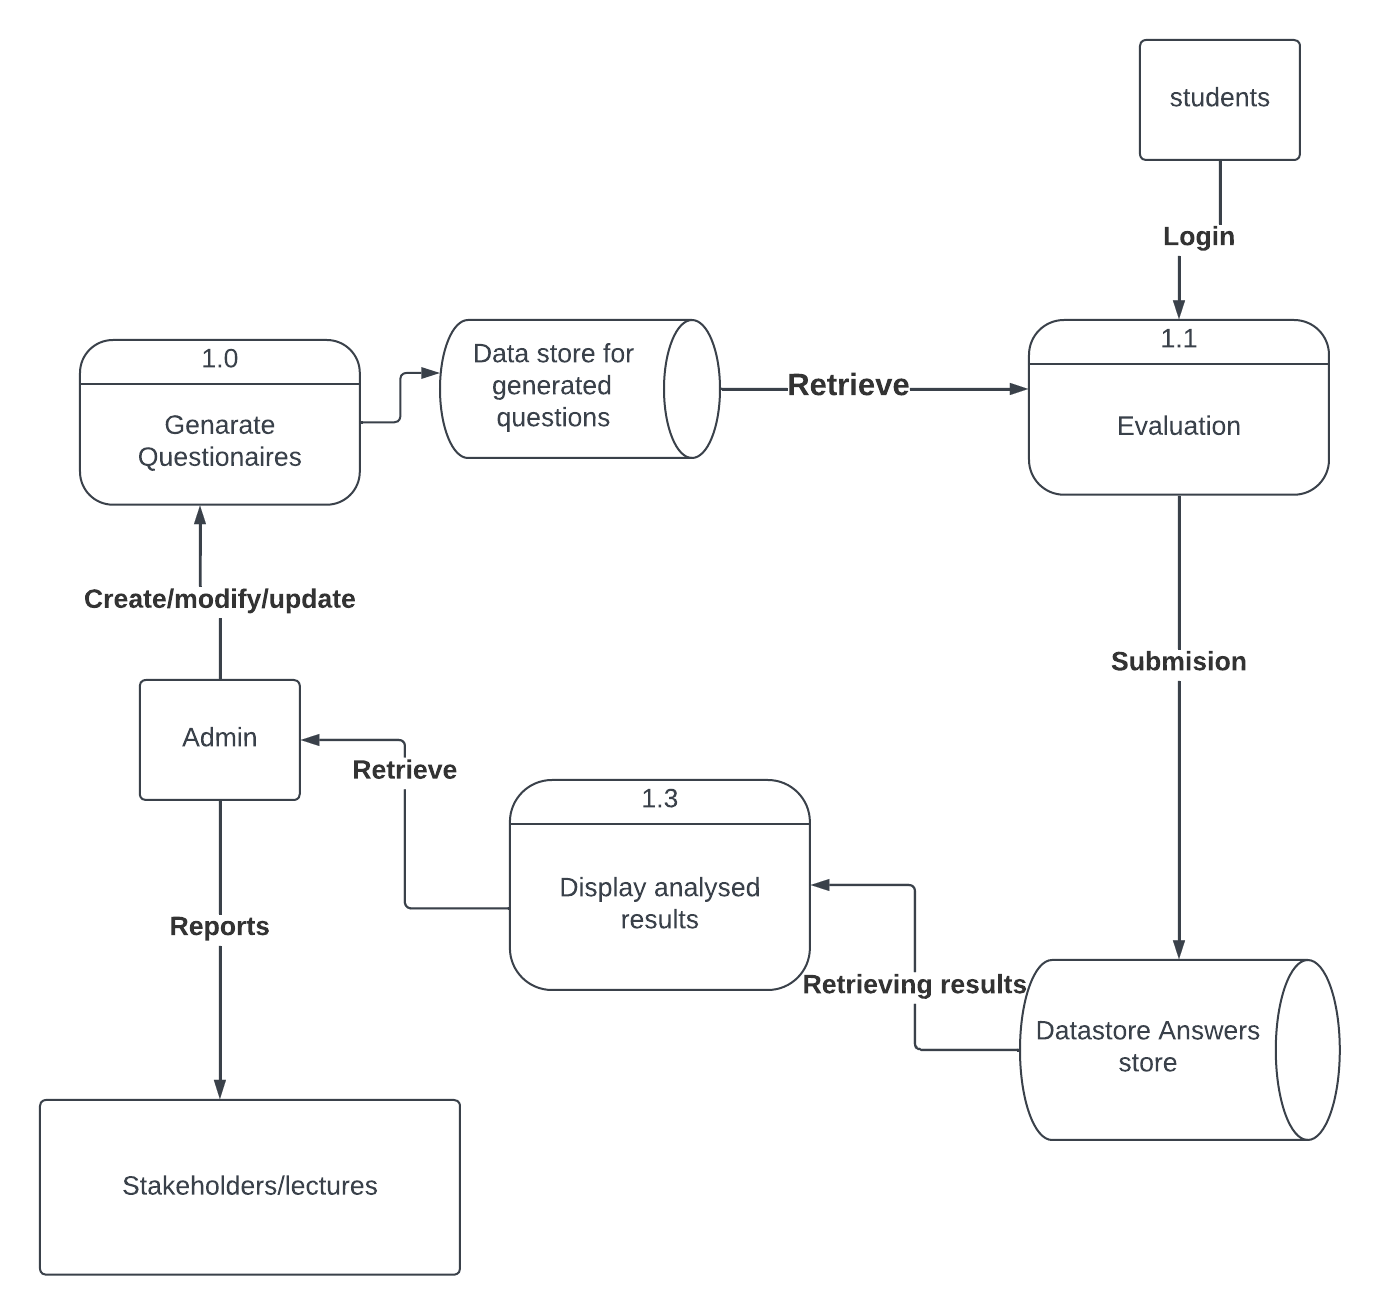 students
Login
1.1
Evaluation
1.0
Genarate
Questionaires
Data store for
generated
questions
Retrieve
Create/modify/update
Submision
Admin
Retrieve
1.3
Display analysed
results
Reports
Retrieving results
Datastore Answers
store
Stakeholders/lectures